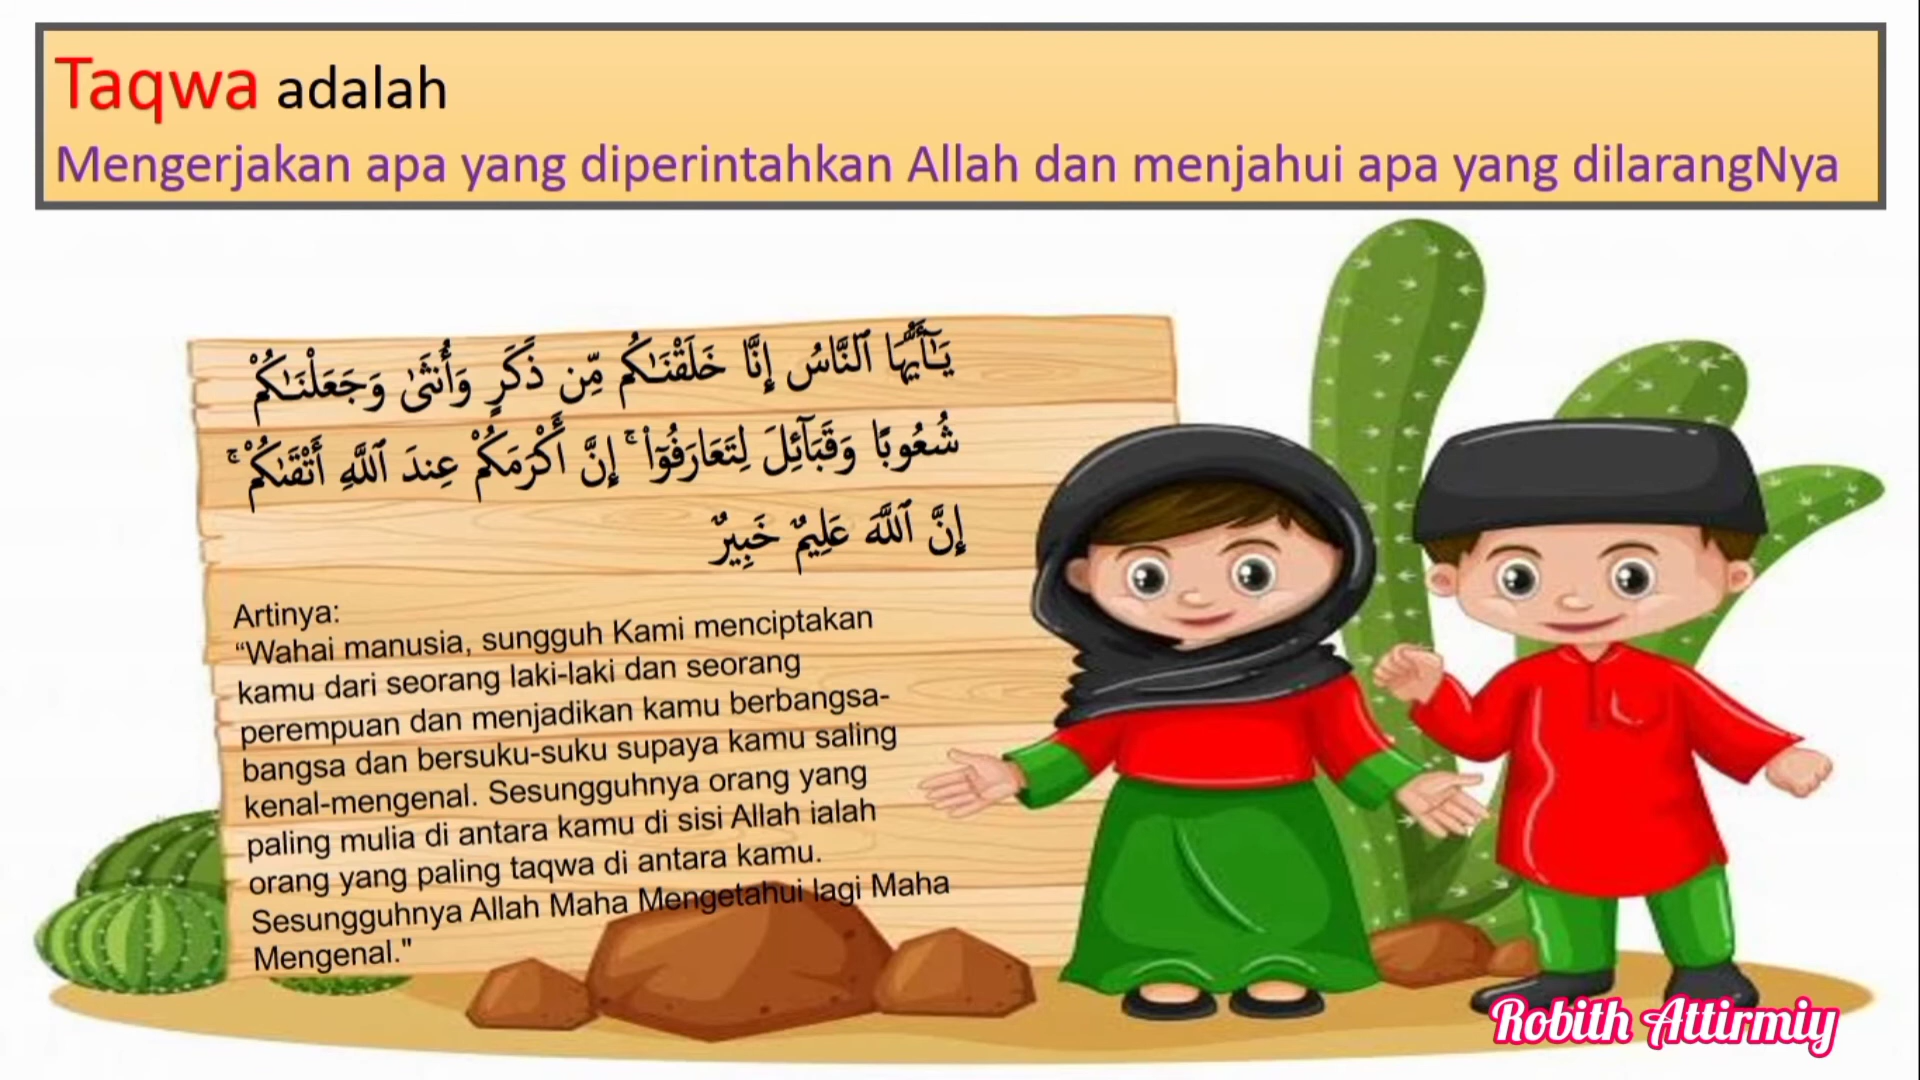 Taqwa adalah
Mengerjakan apa yang diperintahkan Allah dan menjahui apa yang dilarangNya
يَـٰٓأَيُّهَا ٱلنَّاسُ إِنَّا خَلَقْنَـٰكُم مِّن ذَكَرٍ وَأُنثَىٰ وَجَعَلْنَـٰكُمْ
شُعُوبًا وَقَبَآئِلَ لِتَعَارَفُوٓا۟ ۚ إِنَّ أَكْرَمَكُمْ عِندَ ٱللَّهِ أَتْقَىٰكُمْ ۚ
إِنَّ ٱللَّهَ عَلِيمٌ خَبِيرٌ
Artinya:
“Wahai manusia, sungguh Kami menciptakan
kamu dari seorang laki-laki dan seorang
perempuan dan menjadikan kamu berbangsa-
bangsa dan bersuku-suku supaya kamu saling
kenal-mengenal. Sesungguhnya orang yang
paling mulia di antara kamu di sisi Allah ialah
orang yang paling taqwa di antara kamu.
Sesungguhnya Allah Maha Mengetahui lagi Maha
Mengenal."
Robith Attirmiy